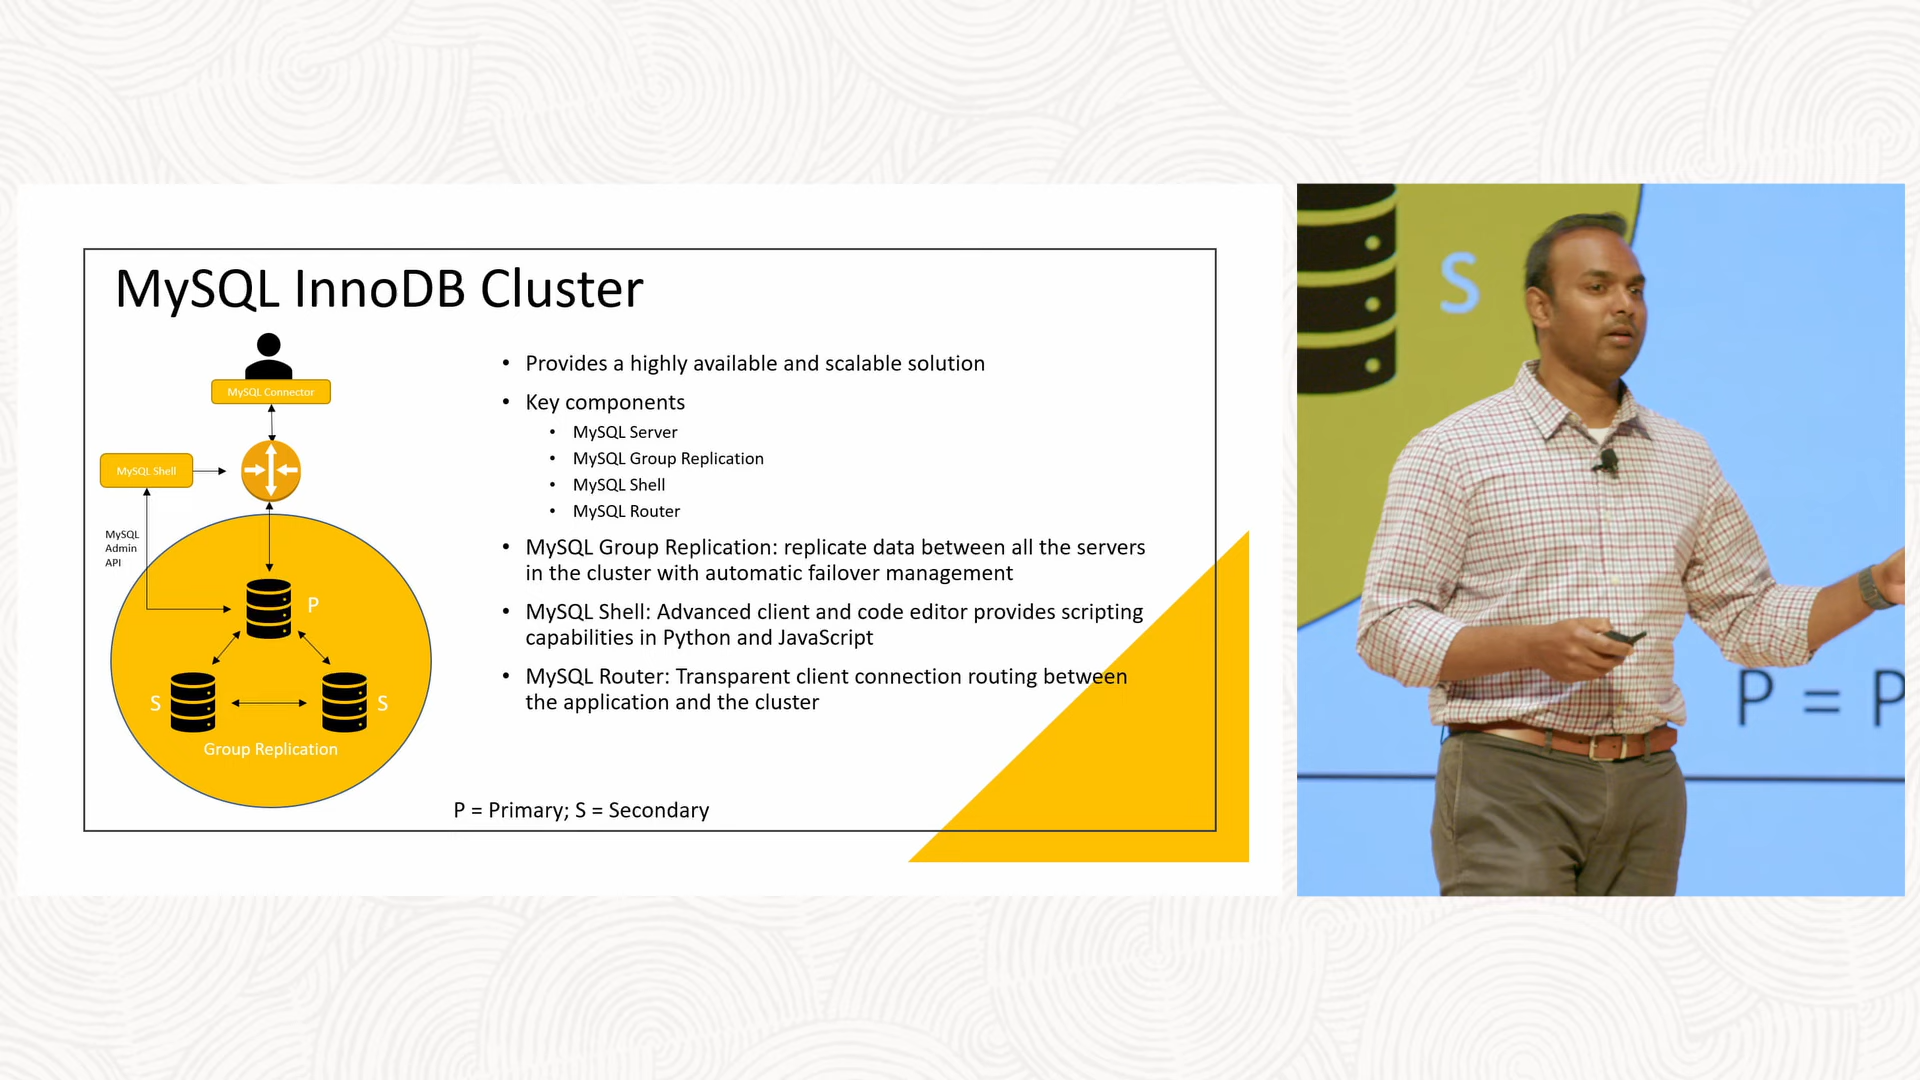 MySQL InnoDB Cluster
MySQL Connector
MySQL Shell
MySQL
Admin
API
P
S
S
Group Replication
• Provides a highly available and scalable solution
• Key components
• MySQL Server
• MySQL Group Replication
• MySQL Shell
• MySQL Router
• MySQL Group Replication: replicate data between all the servers
in the cluster with automatic failover management
• MySQL Shell: Advanced client and code editor provides scripting
capabilities in Python and JavaScript
• MySQL Router: Transparent client connection routing between
the application and the cluster
P = Primary; S = Secondary
S
P = P